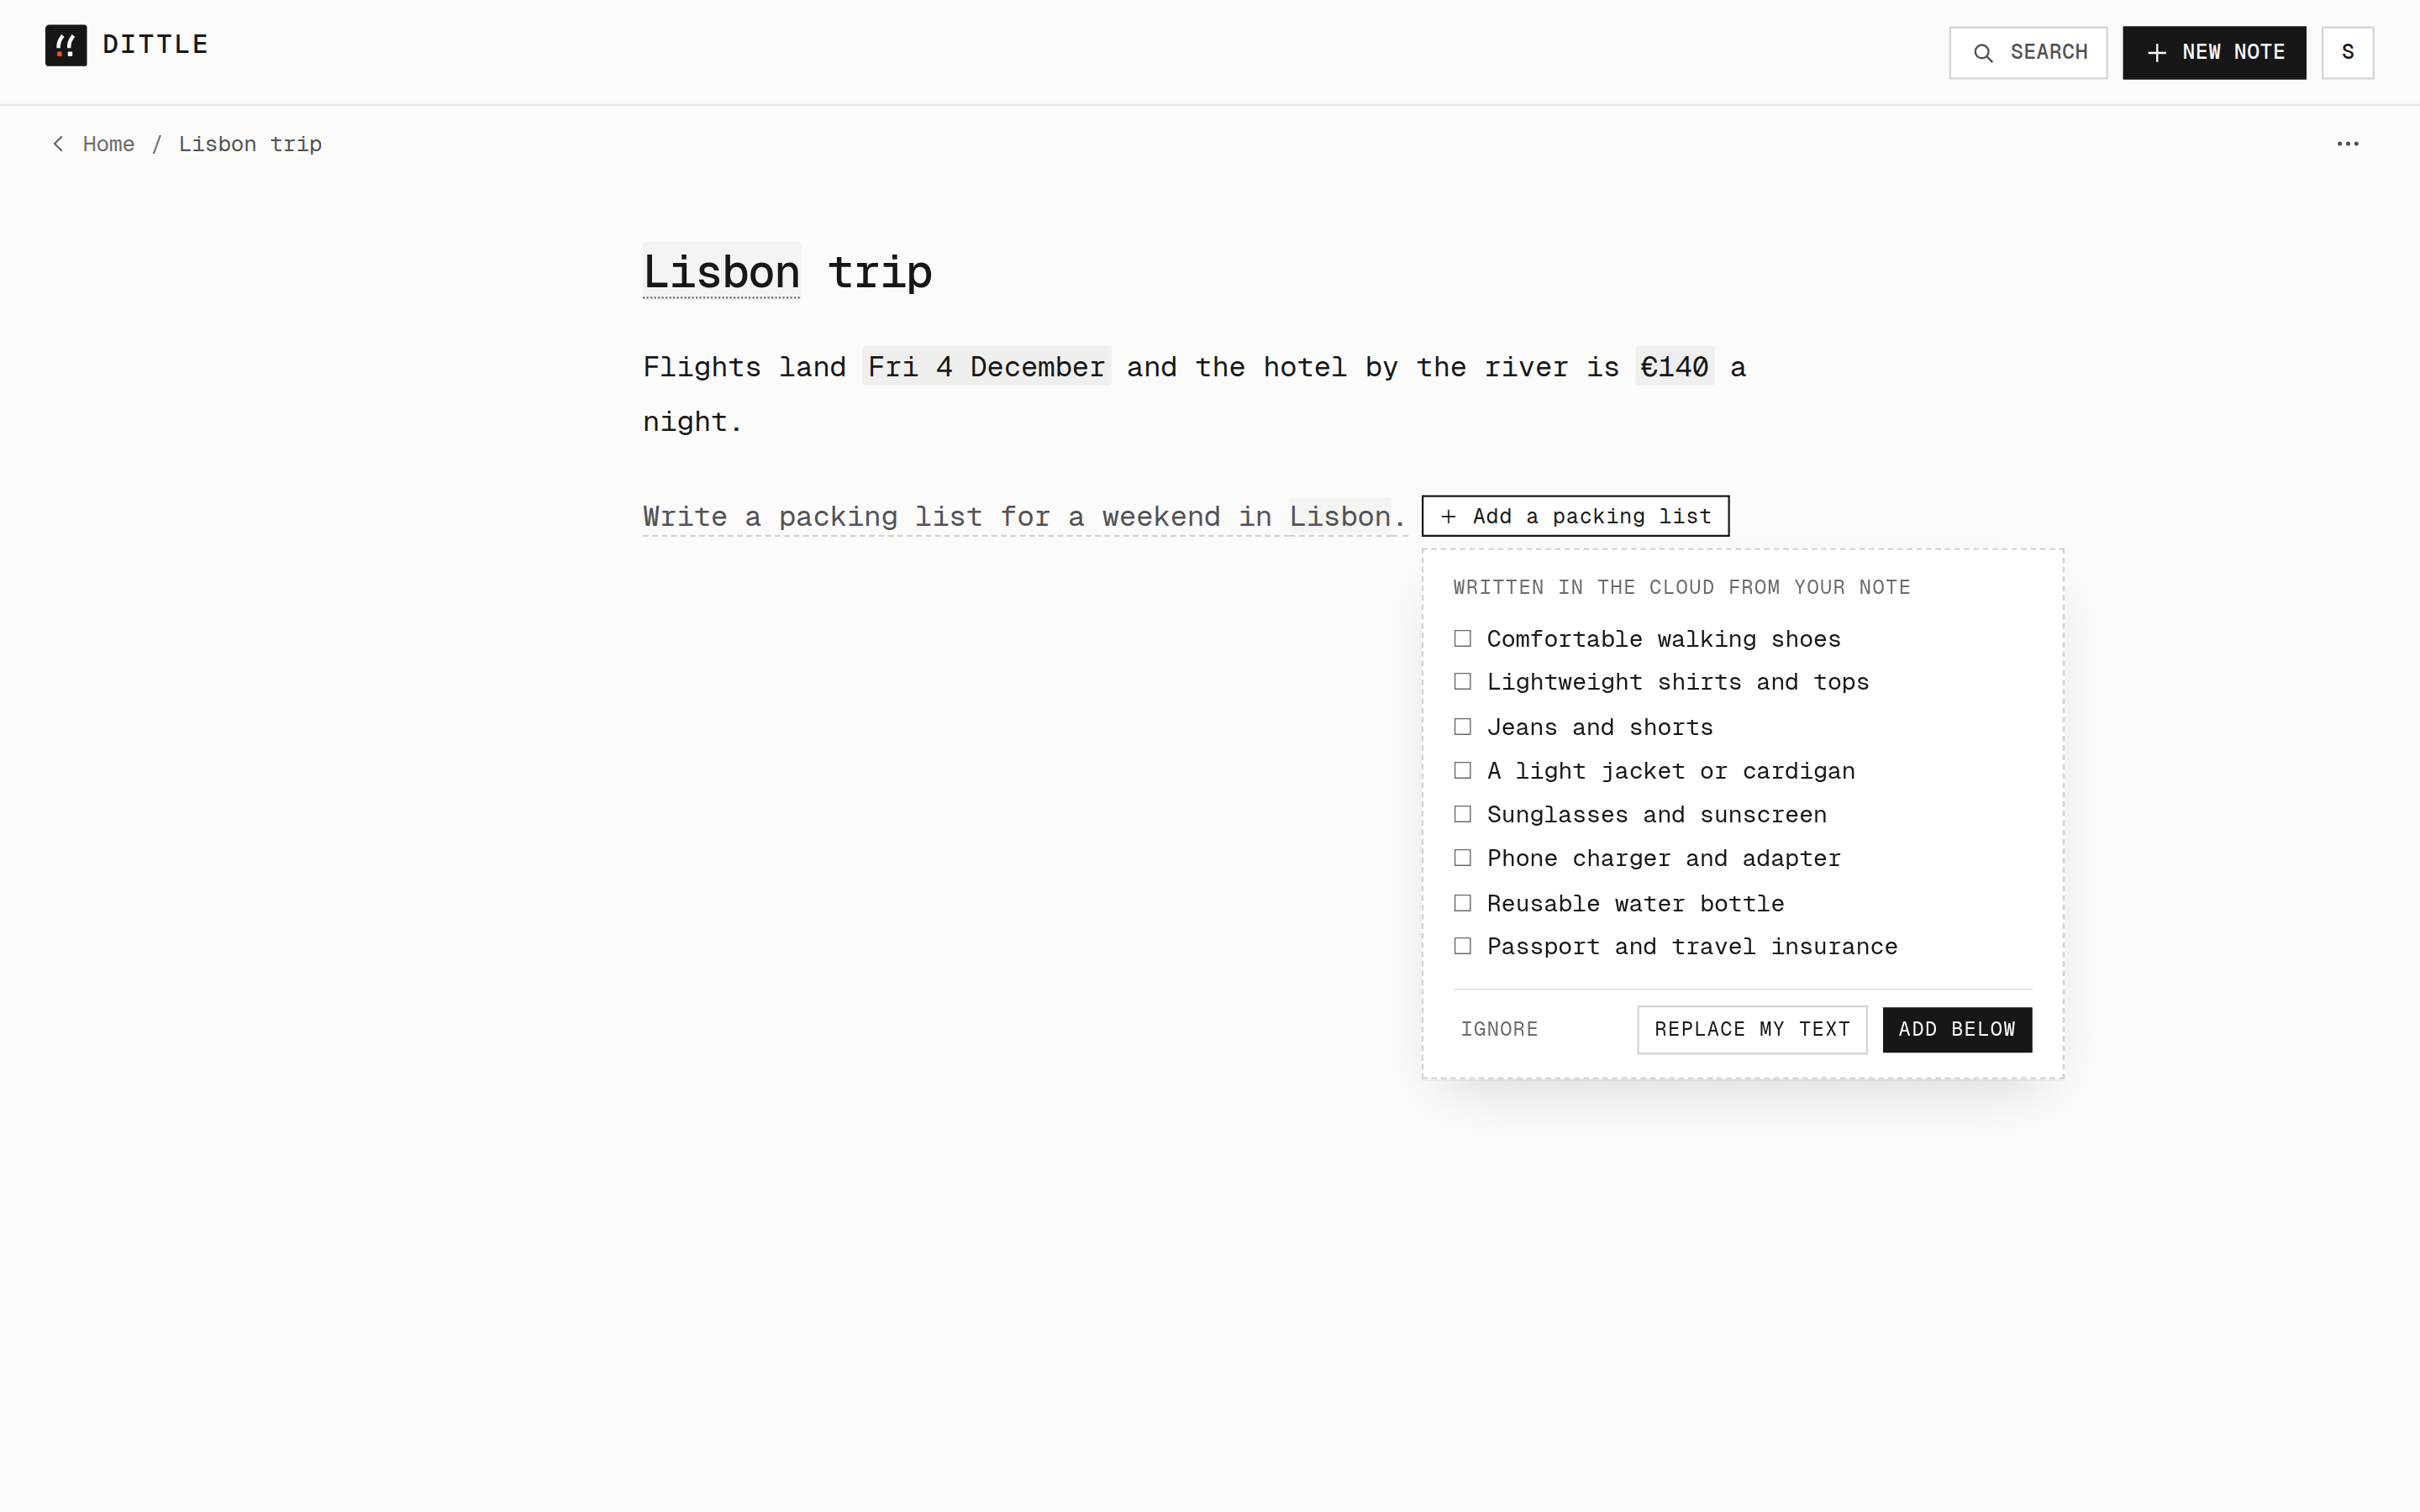 DITTLE
SEARCH
NEW NOTE
S
Home / Lisbon trip
Lisbon trip
Flights land Fri 4 December and the hotel by the river is €140 a
night.
Write a packing list for a weekend in Lisbon.
+ Add a packing list
WRITTEN IN THE CLOUD FROM YOUR NOTE
Comfortable walking shoes
Lightweight shirts and tops
Jeans and shorts
A light jacket or cardigan
Sunglasses and sunscreen
Phone charger and adapter
Reusable water bottle
Passport and travel insurance
IGNORE
REPLACE MY TEXT
ADD BELOW